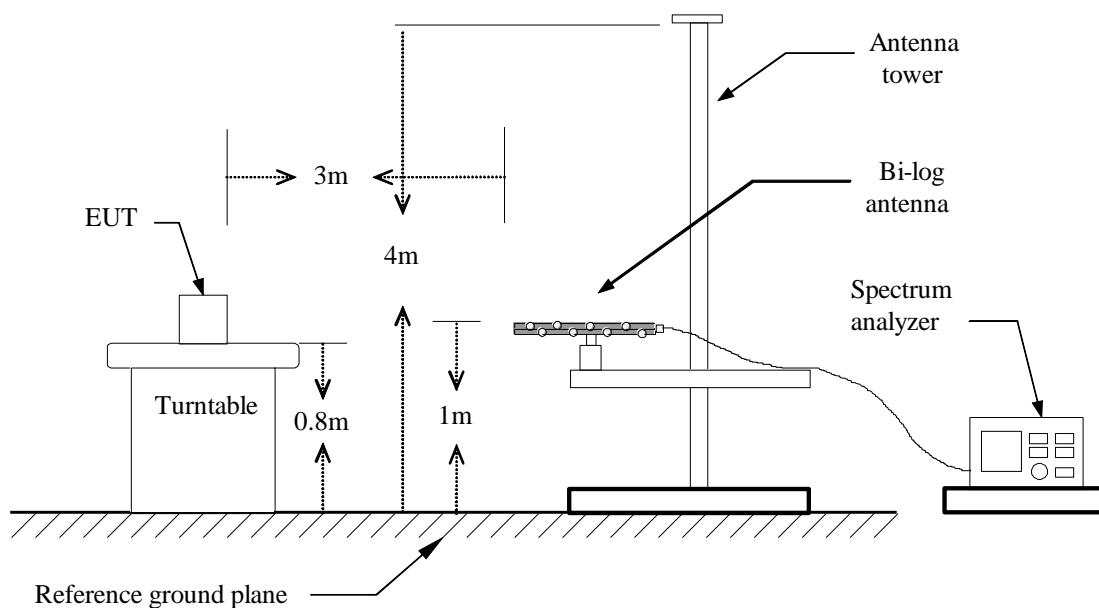 Antenna
tower
3m
Bi-log
antenna
EUT
4m
Spectrum
analyzer
Turntable
0.8m
1m
Reference ground plane